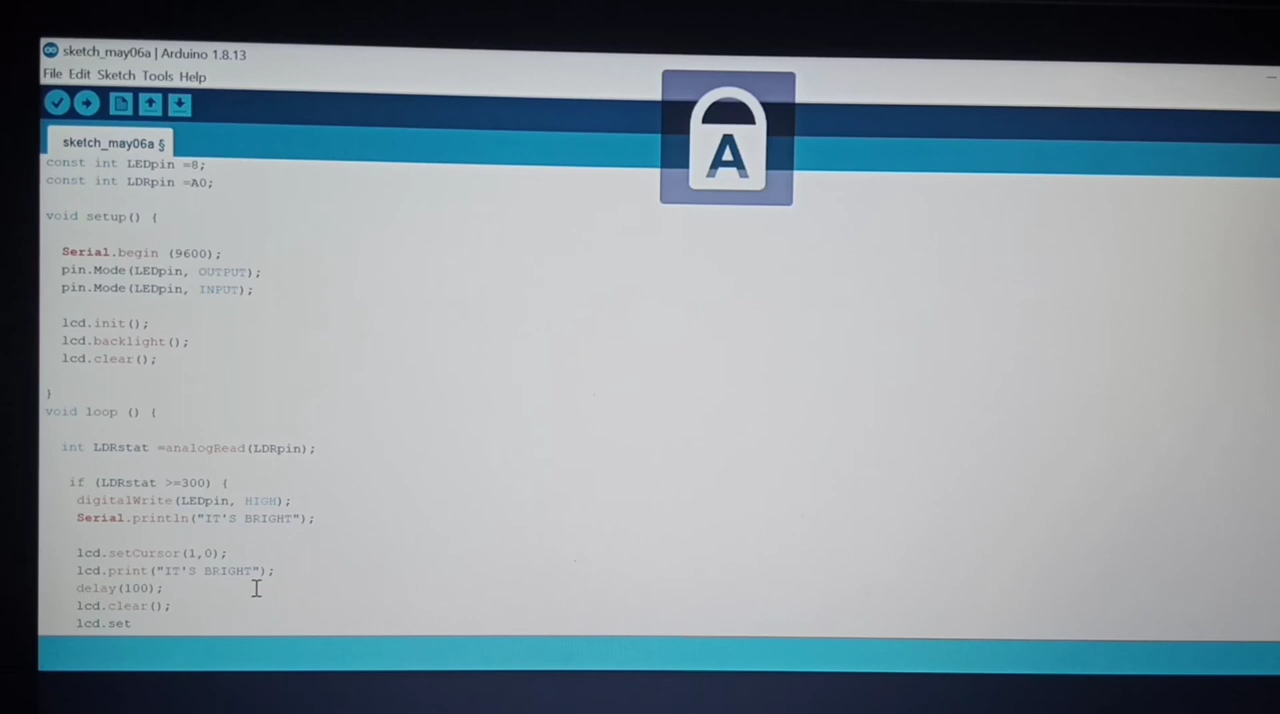 sketch_may06a | Arduino 1.8.13
File Edit Sketch Tools Help
A
sketch_may06a §
const int LEDpin =8;
const int LDRpin =A0;
void setup() {
Serial.begin (9600);
pin.Mode(LEDpin, OUTPUT);
pin.Mode(LEDpin, INPUT);
lcd.init();
lcd.backlight();
lcd.clear();
}
void loop () {
int LDRstat =analogRead(LDRpin);
if (LDRstat >=300) {
digitalWrite(LEDpin, HIGH);
Serial.println("IT'S BRIGHT");
lcd.setCursor(1,0);
lcd.print("IT'S BRIGHT");
delay(100);
lcd.clear();
lcd.set